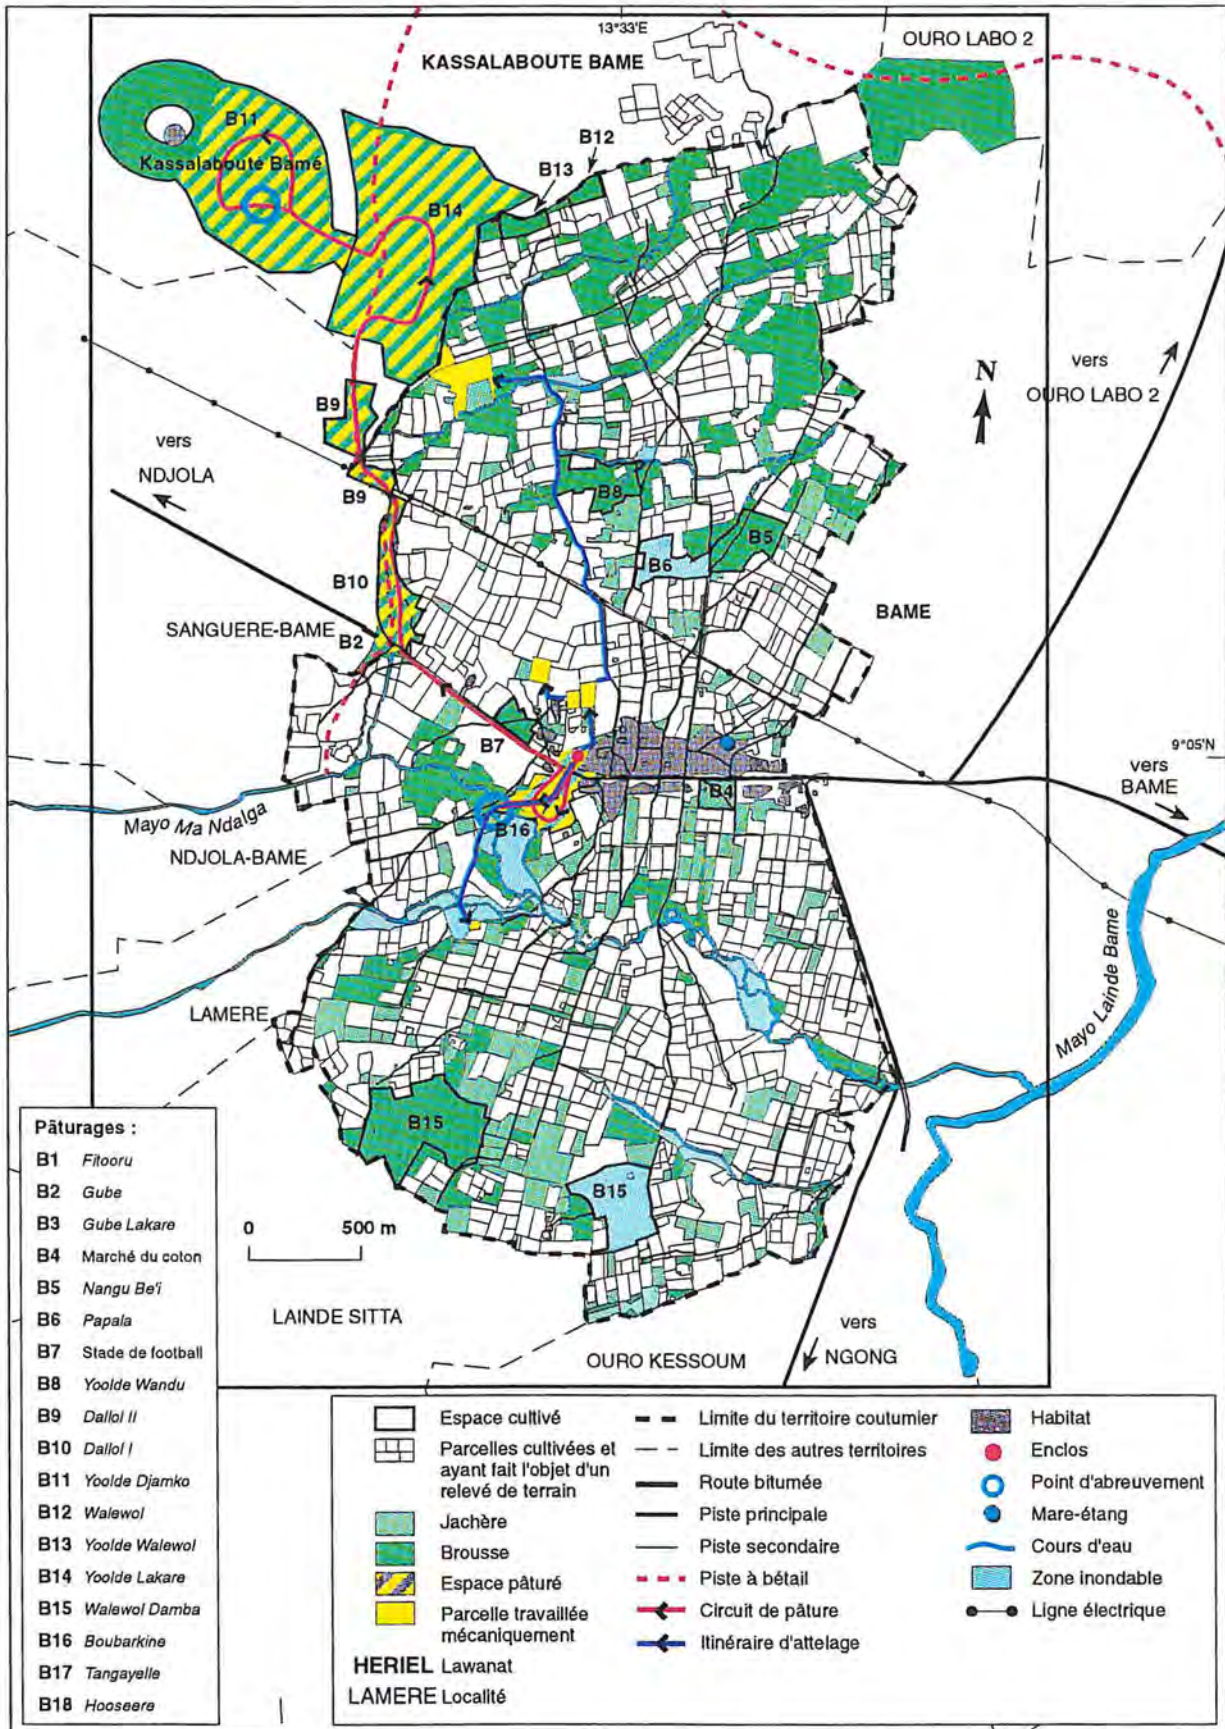 13°33'E
OURO LABO 2
KASSALABOUTE BAME
B11
B12
B13
Kassalaboute Bamé
B14
N
vers
OURO LABO 2
B9
vers
NDJOLA
B9
B8
B5
B6
B10
BAME
SANGUERE-BAME
B2
B7
9°05'N
vers
BAME
B4
Mayo Ma Ndalga
B16
NDJOLA-BAME
Mayo Lainde Bame
LAMERE
B15
B15
0 500 m
LAINDE SITTA
vers
NGONG
OURO KESSOUM
Pâturages :
B1 Fitooru
B2 Gube
B3 Gube Lakare
B4 Marché du coton
B5 Nangu Be'i
B6 Papala
B7 Stade de football
B8 Yoolde Wandu
B9 Dallol II
B10 Dallol I
B11 Yoolde Djamko
B12 Walewol
B13 Yoolde Walewol
B14 Yoolde Lakare
B15 Walewol Damba
B16 Boubarkine
B17 Tangayelle
B18 Hooseere
Espace cultivé
Parcelles cultivées et
ayant fait l'objet d'un
relevé de terrain
Jachère
Brousse
Espace pâturé
Parcelle travaillée
mécaniquement
HERIEL Lawanat
LAMERE Localité
Limite du territoire coutumier
Limite des autres territoires
Route bitumée
Piste principale
Piste secondaire
Piste à bétail
Circuit de pâture
Itinéraire d'attelage
Habitat
Enclos
Point d'abreuvement
Mare-étang
Cours d'eau
Zone inondable
Ligne électrique